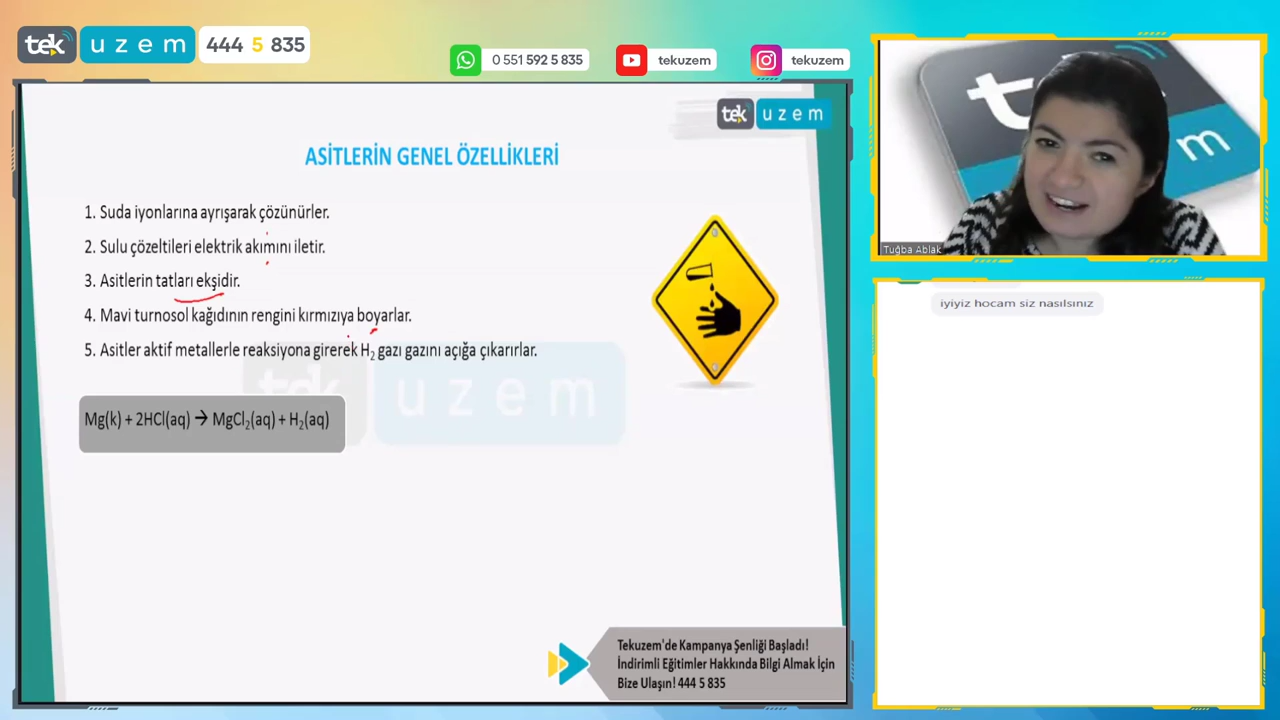 tek uzem 444 5 835
0 551 592 5 835
tekuzem
tekuzem
tek uzem
ASİTLERİN GENEL ÖZELLİKLERİ
1. Suda iyonlarına ayrışarak çözünürler.
2. Sulu çözeltileri elektrik akımını iletir.
3. Asitlerin tatları ekşidir.
4. Mavi turnosol kağıdının rengini kırmızıya boyarlar.
5. Asitler aktif metallerle reaksiyona girerek H₂ gazı gazını açığa çıkarırlar.
tek uzem
Mg(k) + 2HCl(aq) → MgCl₂(aq) + H₂(aq)
Tekuzem'de Kampanya Şenliği Başladı!
İndirimli Eğitimler Hakkında Bilgi Almak İçin
Bize Ulaşın! 444 5 835
m
Tuğba Ablak
iyiyiz hocam siz nasılsınız